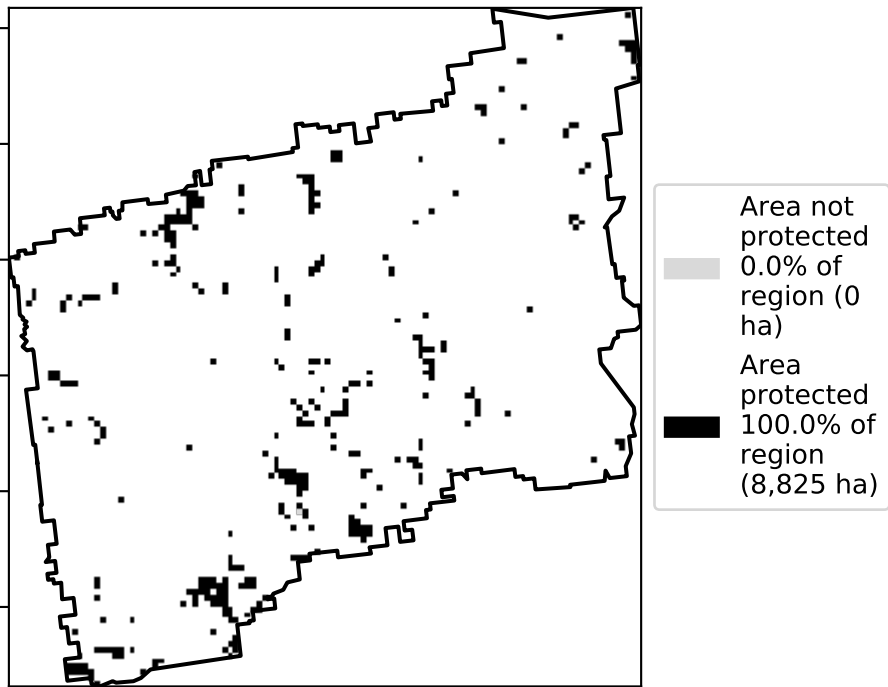 Area not
protected
0.0% of
region (0
ha)
Area
protected
100.0% of
region
(8,825 ha)